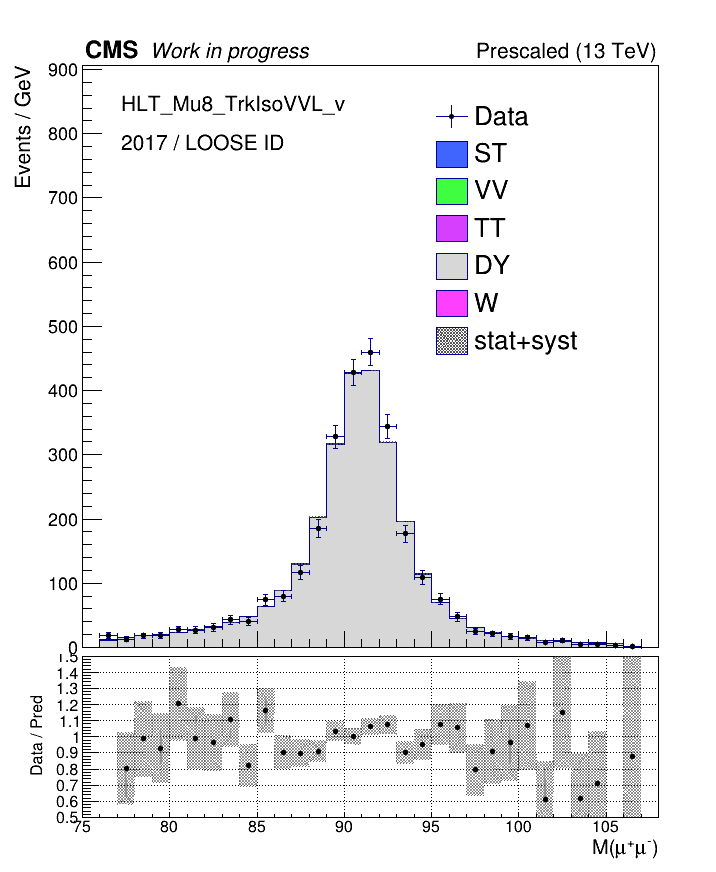 CMS Work in progress Prescaled (13 TeV)
Events / GeV
900
800
700
600
500
400
300
200
100
0
HLT_Mu8_TrkIsoVVL_v
2017 / LOOSE ID
Data
ST
VV
TT
DY
W
stat+syst
Data / Pred
1.5
1.4
1.3
1.2
1.1
1
0.9
0.8
0.7
0.6
0.5
75 80 85 90 95 100 105
M(μ⁺μ⁻)